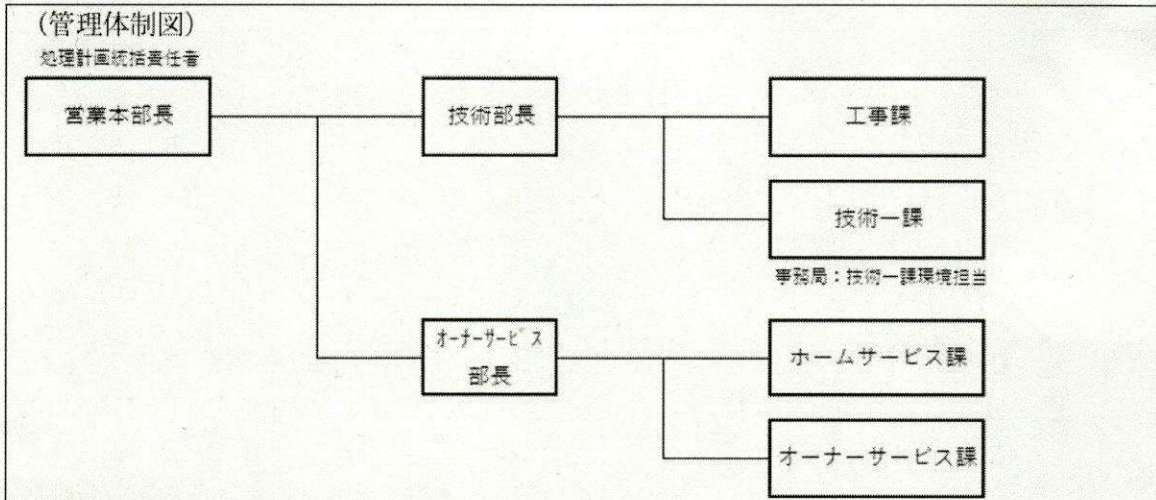 （管理体制図）
処理計画統括責任者
営業本部長
技術部長
工事課
技術一課
事務局：技術一課環境担当
ｵｰﾅｰｻｰﾋﾞｽ
部長
ホームサービス課
オーナーサービス課